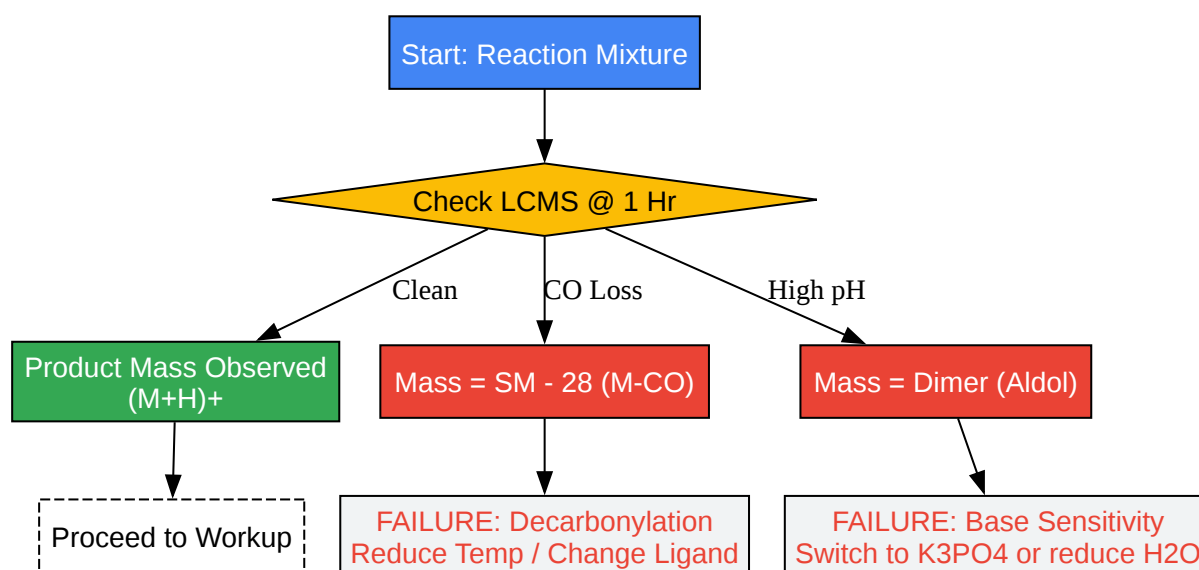 Start: Reaction Mixture
Check LCMS @ 1 Hr
Clean
CO Loss
High pH
Product Mass Observed
(M+H)+
Mass = SM - 28 (M-CO)
Mass = Dimer (Aldol)
Proceed to Workup
FAILURE: Decarbonylation
Reduce Temp / Change Ligand
FAILURE: Base Sensitivity
Switch to K3PO4 or reduce H2O